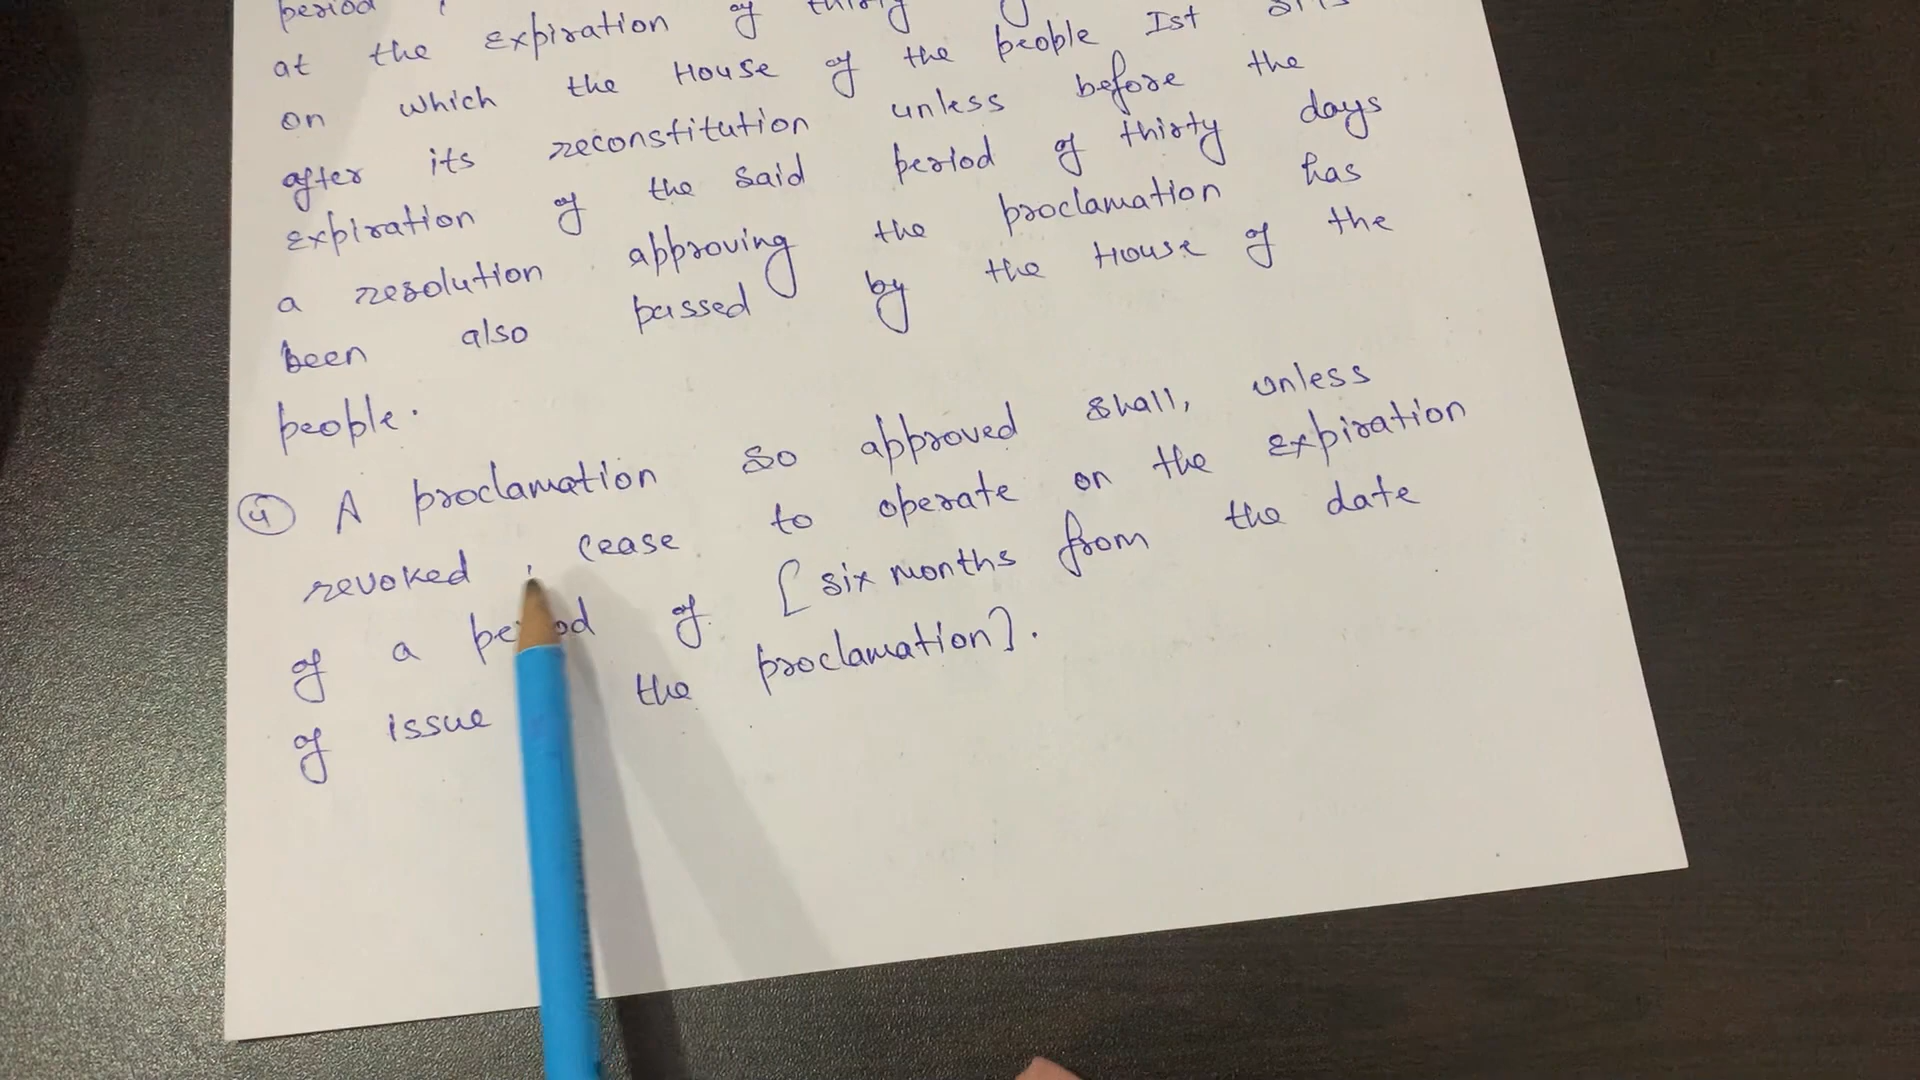 period
at the expiration of thirty
on which the House of the people Ist
after its reconstitution unless before the
expiration of the said period of thirty days
a resolution approving the proclamation has
been also passed by the House of the
people.
4 A proclamation so approved shall, unless
revoked, cease to operate on the expiration
of a period of [six months from the date
of issue the proclamation].